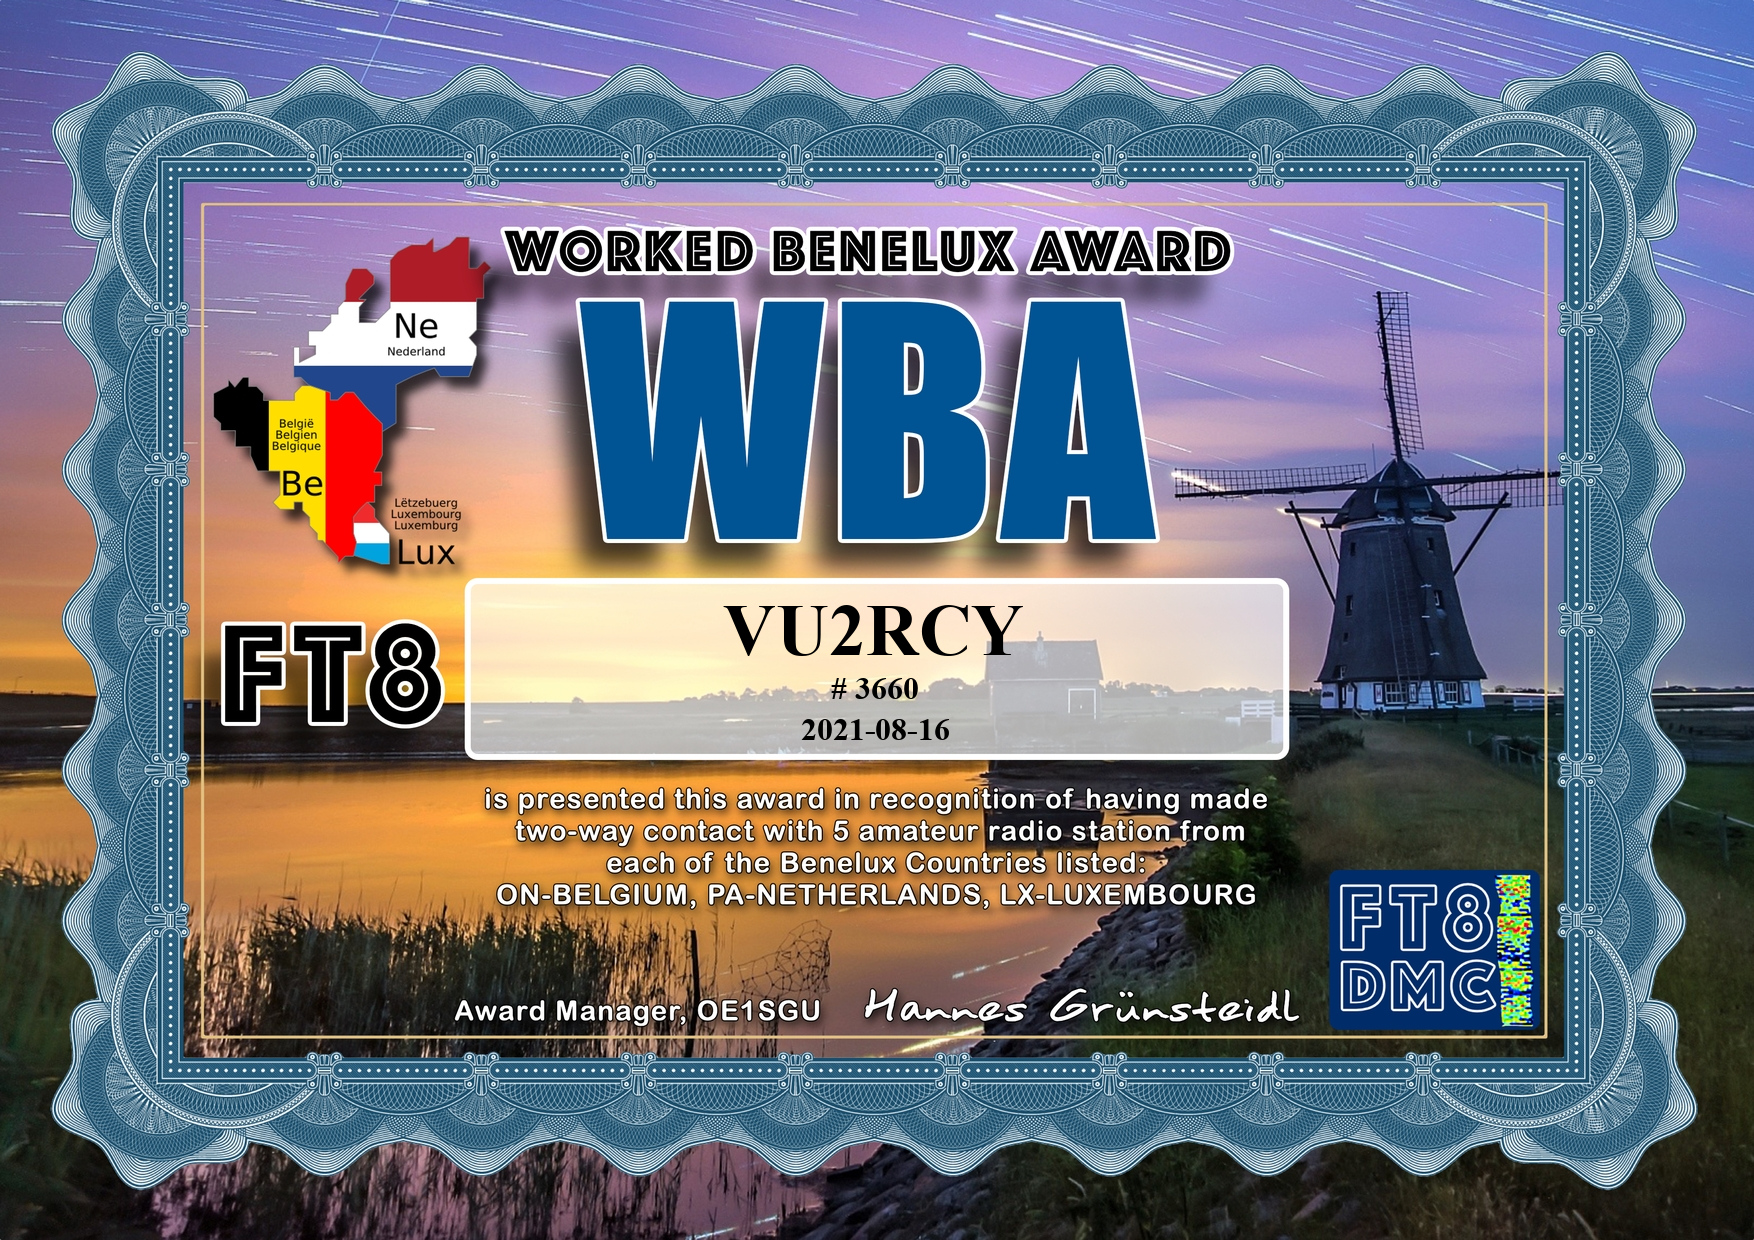 WORKED BENELUX AWARD
WBA
Ne
Nederland
België
Belgien
Belgique
Be
Lëtzebuerg
Luxembourg
Luxemburg
Lux
FT8
VU2RCY
# 3660
2021-08-16
is presented this award in recognition of having made
two-way contact with 5 amateur radio station from
each of the Benelux Countries listed:
ON-BELGIUM, PA-NETHERLANDS, LX-LUXEMBOURG
Award Manager, OE1SGU Hannes Grünsteidl
FT8
DMC